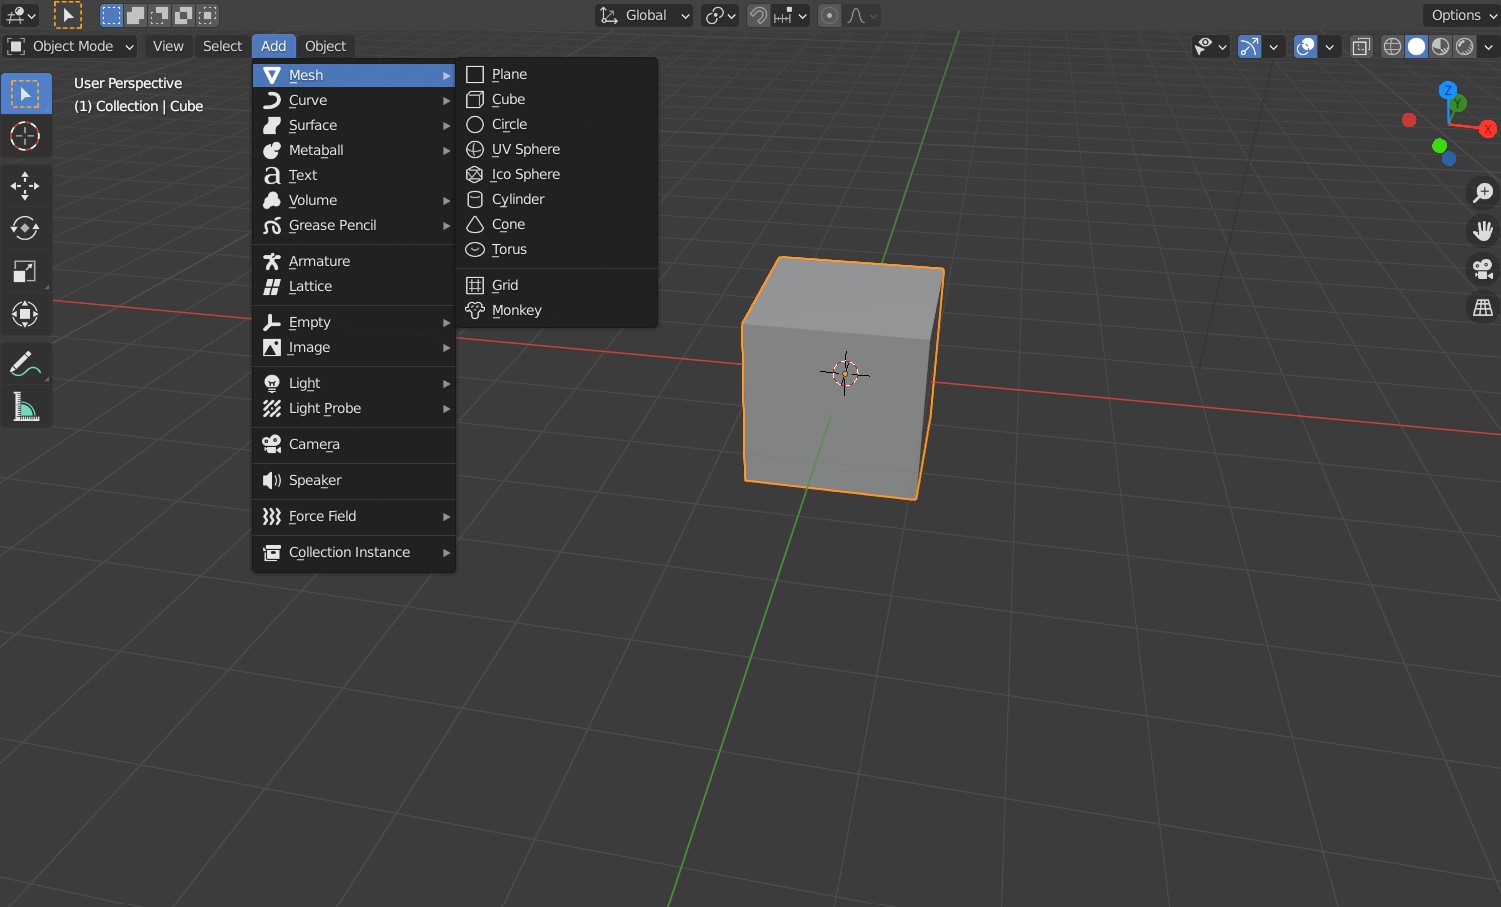 Global
Options
Object Mode
View
Select
Add
Object
User Perspective
(1) Collection | Cube
Mesh
Curve
Surface
Metaball
Text
Volume
Grease Pencil
Armature
Lattice
Empty
Image
Light
Light Probe
Camera
Speaker
Force Field
Collection Instance
Plane
Cube
Circle
UV Sphere
Ico Sphere
Cylinder
Cone
Torus
Grid
Monkey
Z
Y
X